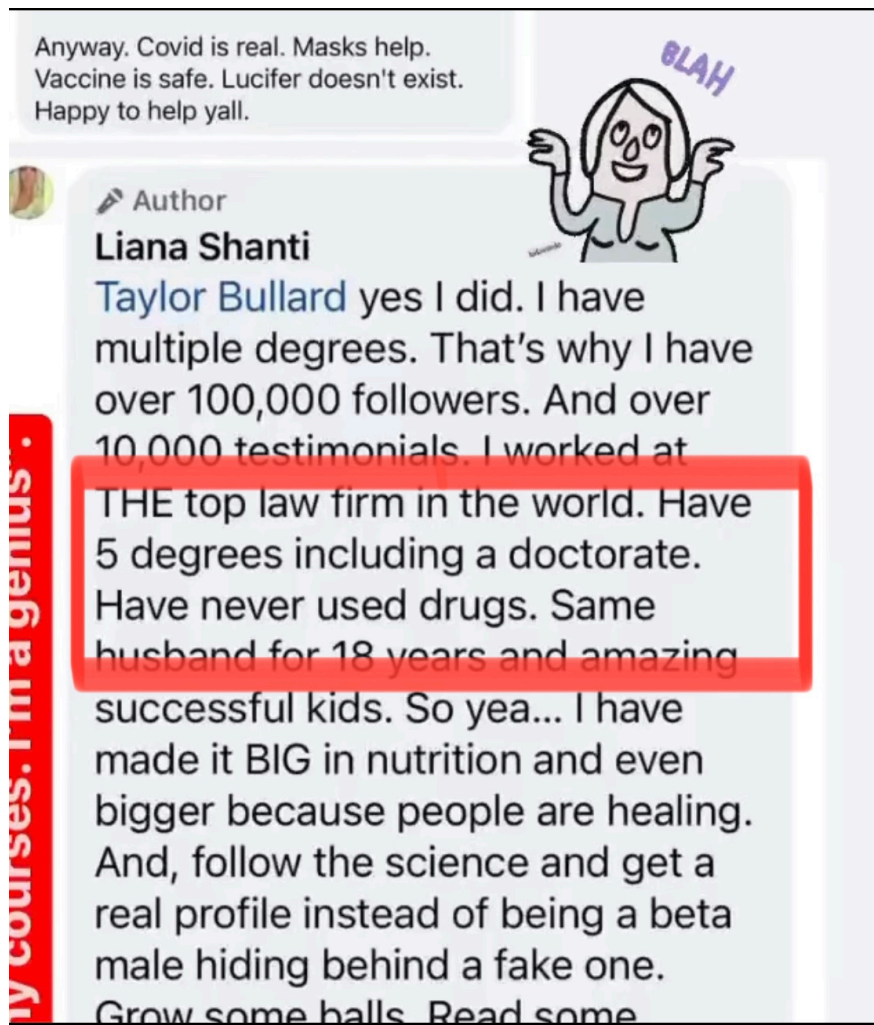 Anyway. Covid is real. Masks help.
Vaccine is safe. Lucifer doesn't exist.
Happy to help yall.
BLAH
Author
Liana Shanti
Taylor Bullard yes I did. I have
multiple degrees. That's why I have
over 100,000 followers. And over
10,000 testimonials. I worked at
THE top law firm in the world. Have
5 degrees including a doctorate.
Have never used drugs. Same
husband for 18 years and amazing
successful kids. So yea... I have
made it BIG in nutrition and even
bigger because people are healing.
And, follow the science and get a
real profile instead of being a beta
male hiding behind a fake one.
Grow some balls. Read some
courses. I'm a genius".